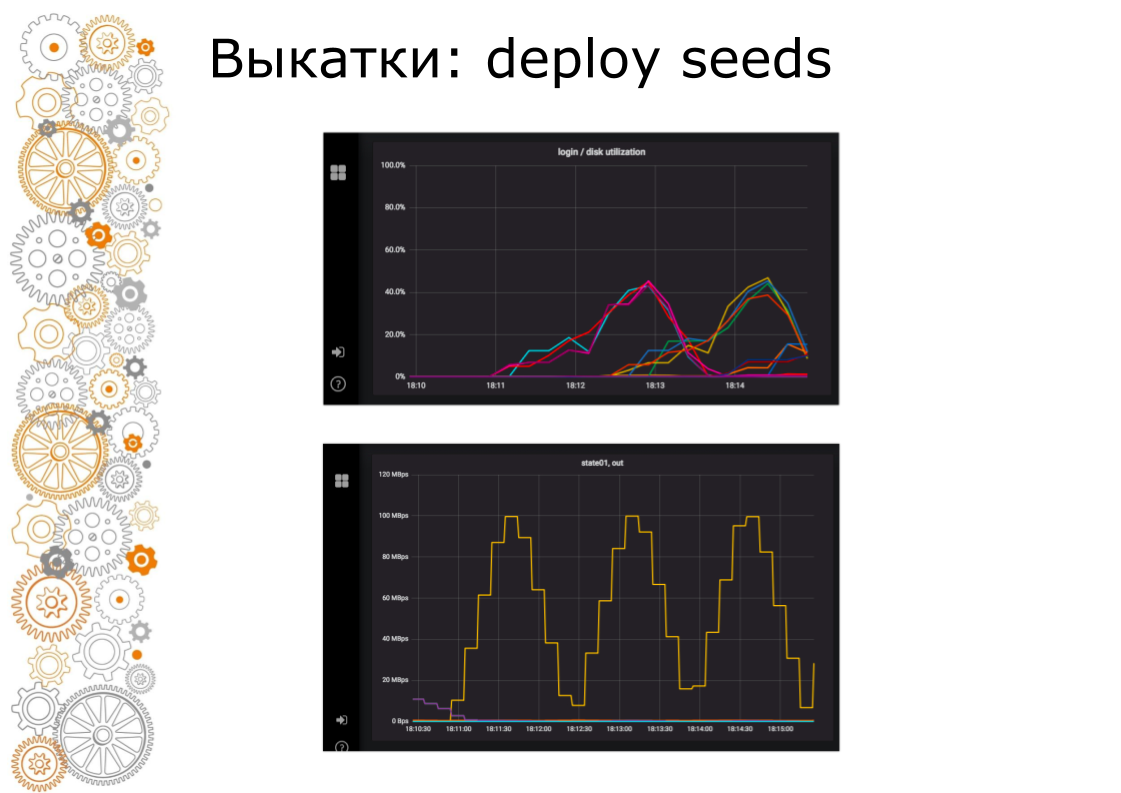 Выкатки: deploy seeds
login / disk utilization
100.0%
80.0%
60.0%
40.0%
20.0%
0%
18:10 18:11 18:12 18:13 18:14
?
state01, out
120 MBps
100 MBps
80 MBps
60 MBps
40 MBps
20 MBps
0 Bps
18:10:30 18:11:00 18:11:30 18:12:00 18:12:30 18:13:00 18:13:30 18:14:00 18:14:30 18:15:00
?